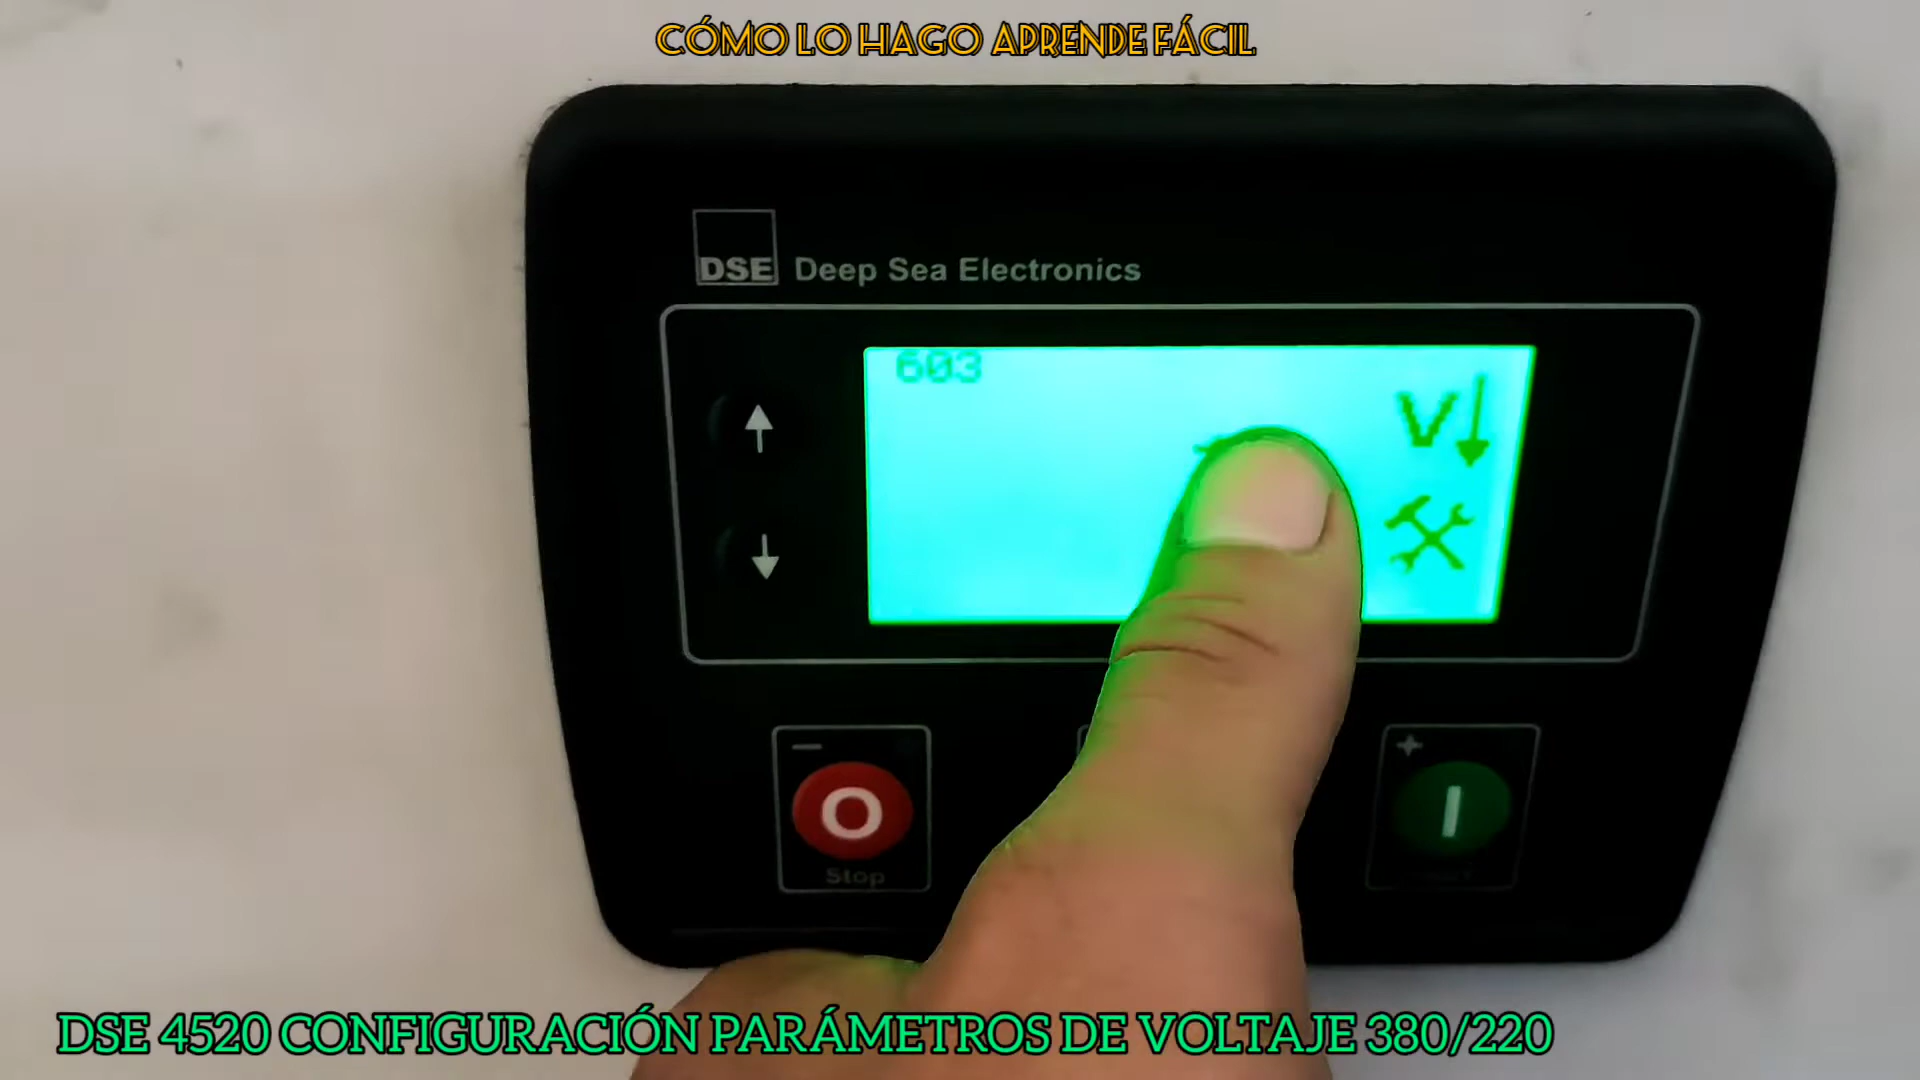 CÓMO LO HAGO APRENDE FÁCIL
DSE Deep Sea Electronics
603
V
Stop
DSE 4520 CONFIGURACIÓN PARÁMETROS DE VOLTAJE 380/220